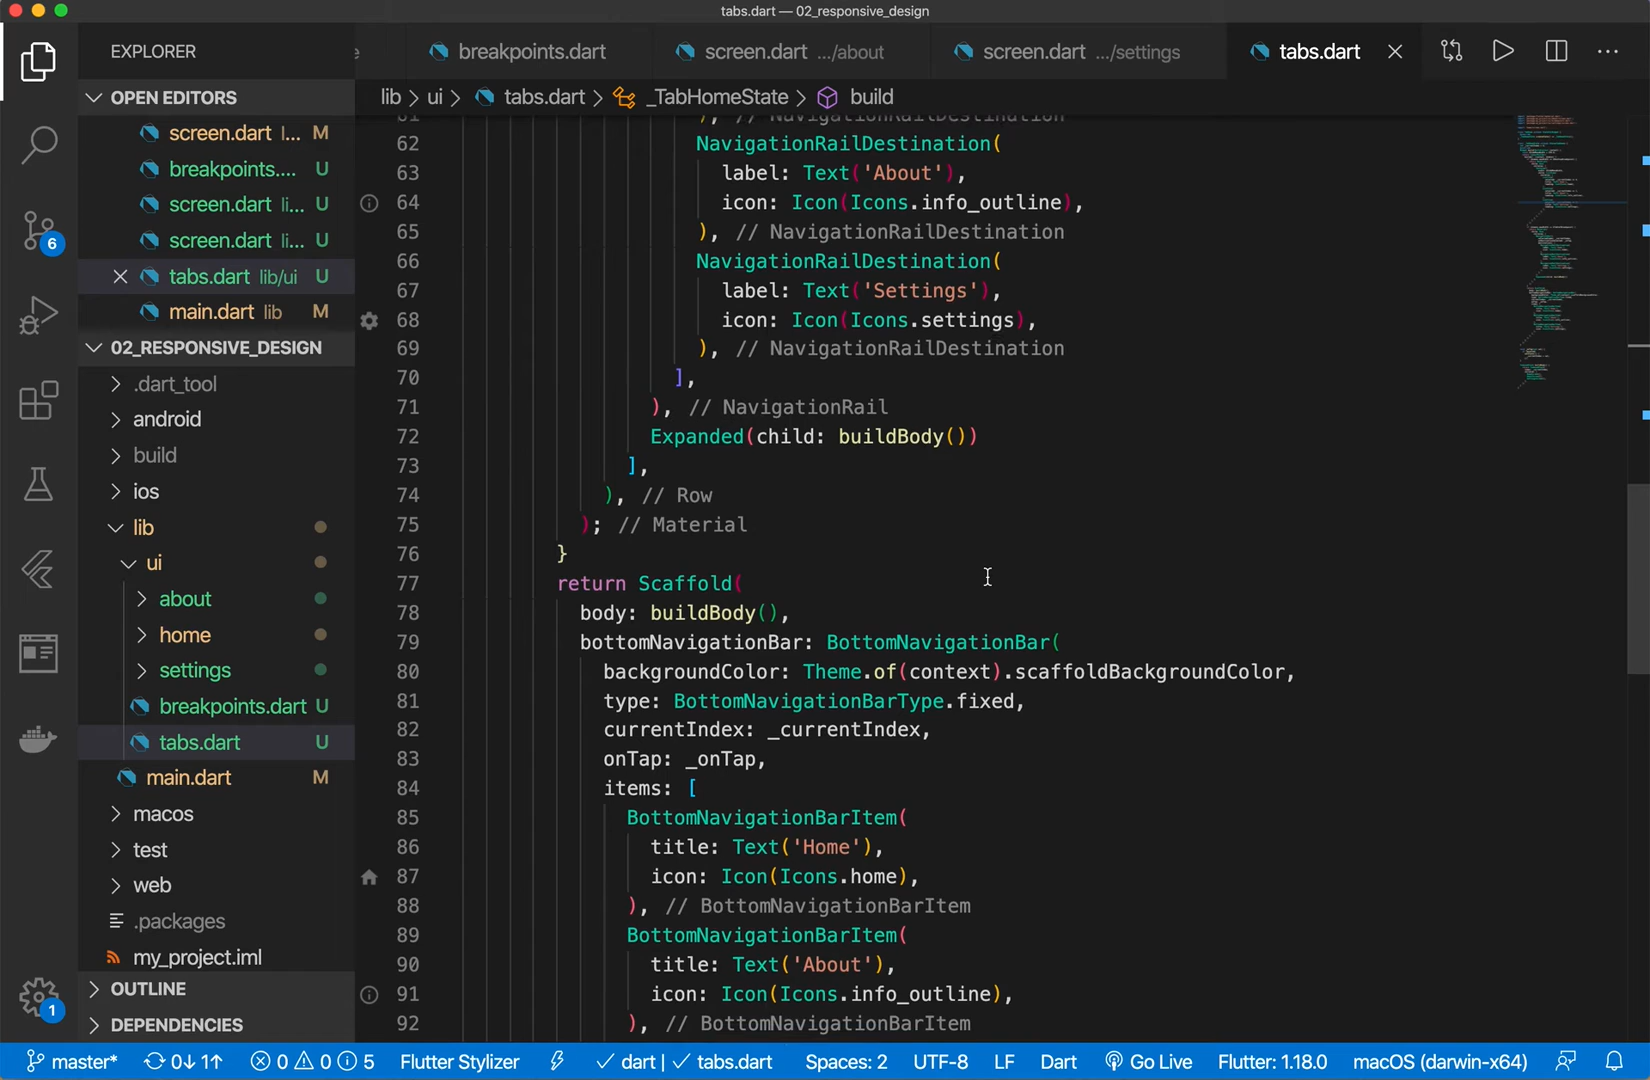 tabs.dart — 02_responsive_design
EXPLORER
breakpoints.dart
screen.dart .../about
screen.dart .../settings
tabs.dart
OPEN EDITORS
screen.dart l... M
breakpoints.... U
screen.dart li... U
screen.dart li... U
tabs.dart lib/ui U
main.dart lib M
02_RESPONSIVE_DESIGN
.dart_tool
android
build
ios
lib
ui
about
home
settings
breakpoints.dart U
tabs.dart U
main.dart M
macos
test
web
.packages
my_project.iml
OUTLINE
DEPENDENCIES
6
1
lib > ui > tabs.dart > _TabHomeState > build
61 ), // NavigationRailDestination
62 NavigationRailDestination(
63 label: Text('About'),
64 icon: Icon(Icons.info_outline),
65 ), // NavigationRailDestination
66 NavigationRailDestination(
67 label: Text('Settings'),
68 icon: Icon(Icons.settings),
69 ), // NavigationRailDestination
70 ],
71 ), // NavigationRail
72 Expanded(child: buildBody())
73 ],
74 ), // Row
75 ); // Material
76 }
77 return Scaffold(
78 body: buildBody(),
79 bottomNavigationBar: BottomNavigationBar(
80 backgroundColor: Theme.of(context).scaffoldBackgroundColor,
81 type: BottomNavigationBarType.fixed,
82 currentIndex: _currentIndex,
83 onTap: _onTap,
84 items: [
85 BottomNavigationBarItem(
86 title: Text('Home'),
87 icon: Icon(Icons.home),
88 ), // BottomNavigationBarItem
89 BottomNavigationBarItem(
90 title: Text('About'),
91 icon: Icon(Icons.info_outline),
92 ), // BottomNavigationBarItem
master* 0↓ 1↑ 0 0 5 Flutter Stylizer dart | ✓ tabs.dart Spaces: 2 UTF-8 LF Dart Go Live Flutter: 1.18.0 macOS (darwin-x64)